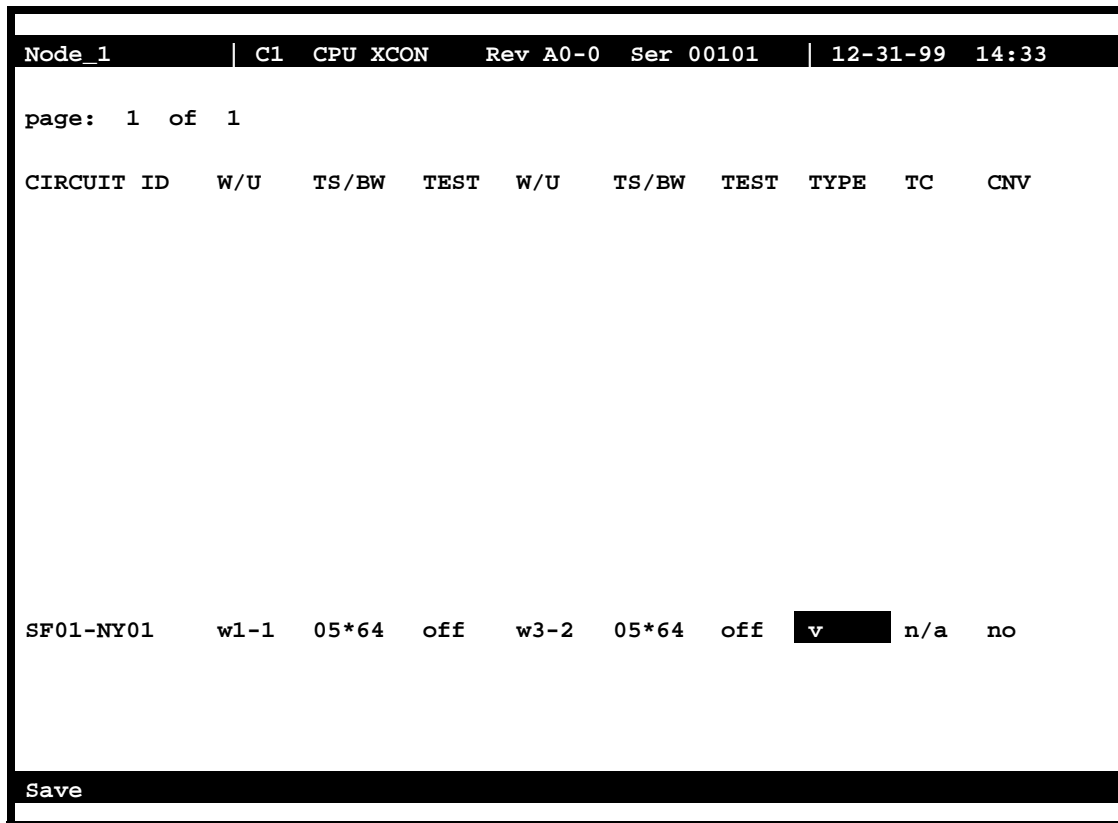 Node_1 | C1 CPU XCON Rev A0-0 Ser 00101 | 12-31-99 14:33
page: 1 of 1
CIRCUIT ID W/U TS/BW TEST W/U TS/BW TEST TYPE TC CNV
SF01-NY01 w1-1 05*64 off w3-2 05*64 off v n/a no
Save